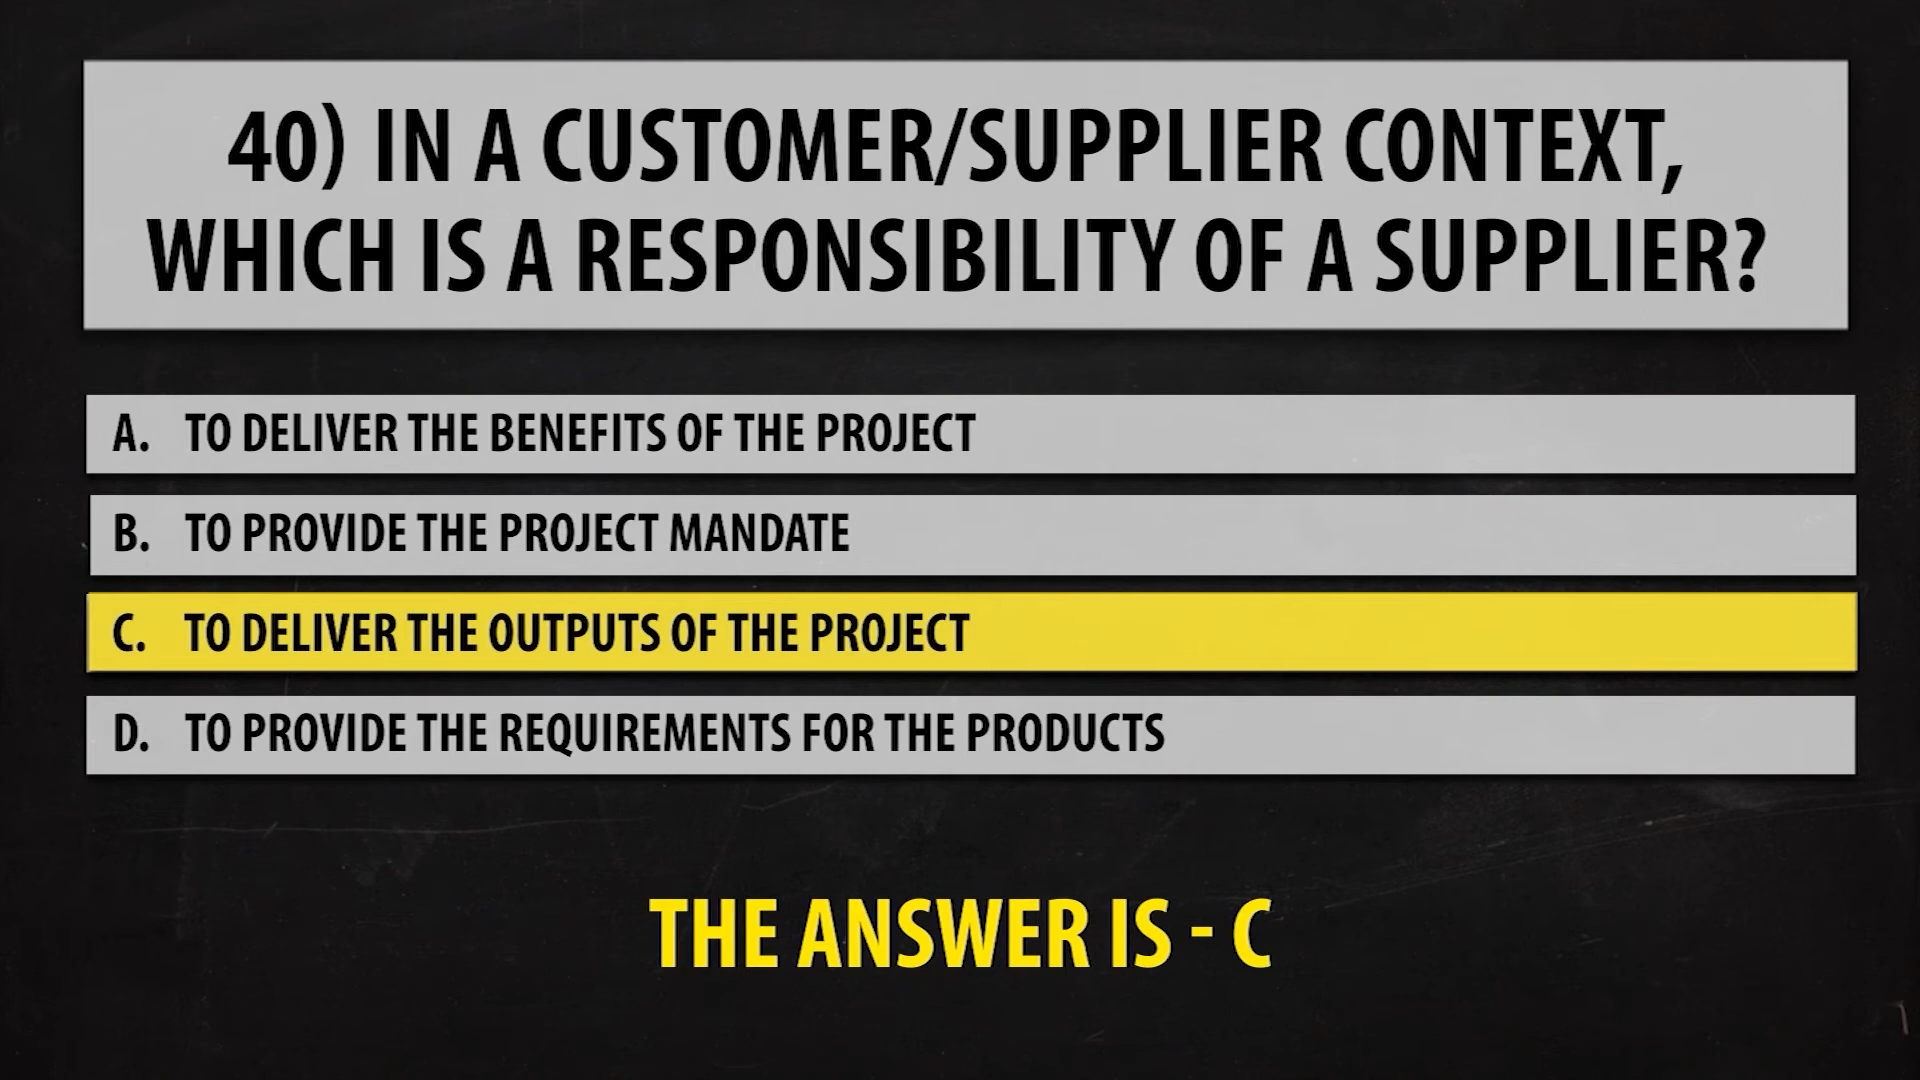 40) IN A CUSTOMER/SUPPLIER CONTEXT,
WHICH IS A RESPONSIBILITY OF A SUPPLIER?
A. TO DELIVER THE BENEFITS OF THE PROJECT
B. TO PROVIDE THE PROJECT MANDATE
C. TO DELIVER THE OUTPUTS OF THE PROJECT
D. TO PROVIDE THE REQUIREMENTS FOR THE PRODUCTS
THE ANSWER IS - C